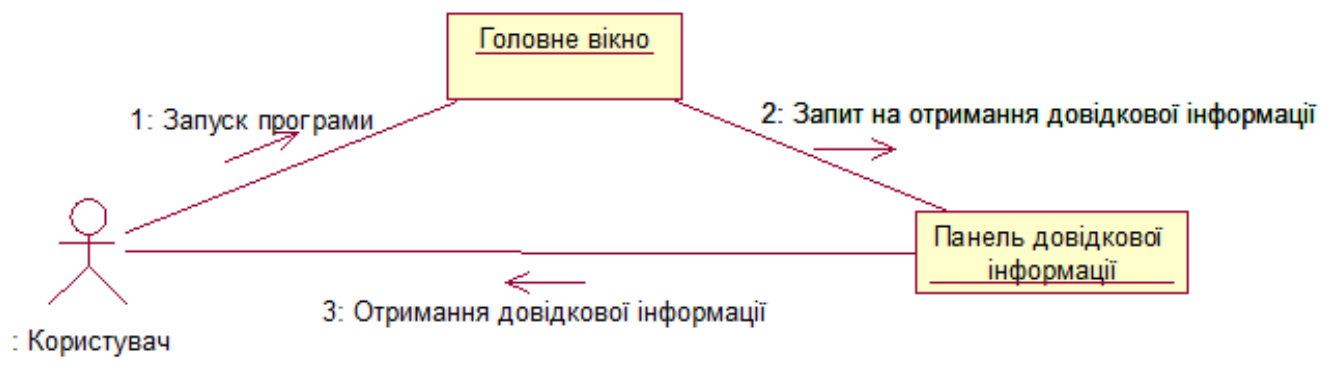 Головне вікно
1: Запуск програми
2: Запит на отримання довідкової інформації
Панель довідкової
інформації
3: Отримання довідкової інформації
: Користувач